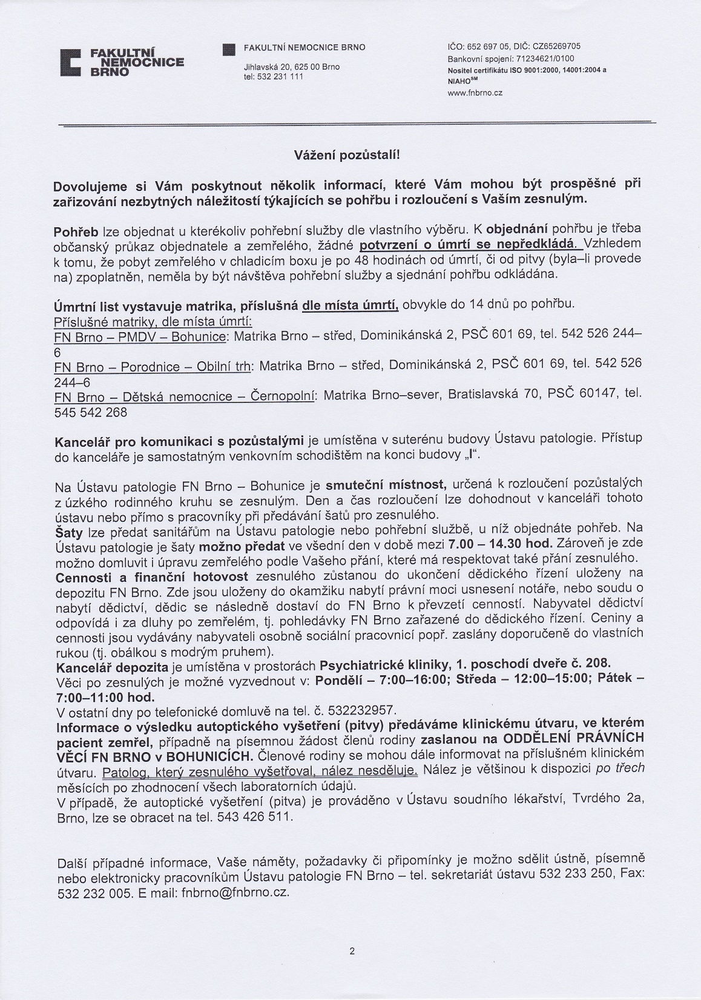 FAKULTNÍ
NEMOCNICE
BRNO
FAKULTNÍ NEMOCNICE BRNO
Jihlavská 20, 625 00 Brno
tel: 532 231 111
IČO: 652 697 05, DIČ: CZ65269705
Bankovní spojení: 71234621/0100
Nositel certifikátu ISO 9001:2000, 14001:2004 a
NIAHO℠
www.fnbrno.cz
Vážení pozůstalí!
Dovolujeme si Vám poskytnout několik informací, které Vám mohou být prospěšné při
zařizování nezbytných náležitostí týkajících se pohřbu i rozloučení s Vaším zesnulým.
Pohřeb lze objednat u kterékoliv pohřební služby dle vlastního výběru. K objednání pohřbu je třeba
občanský průkaz objednatele a zemřelého, žádné potvrzení o úmrtí se nepředkládá. Vzhledem
k tomu, že pobyt zemřelého v chladicím boxu je po 48 hodinách od úmrtí, či od pitvy (byla–li provede
na) zpoplatněn, neměla by být návštěva pohřební služby a sjednání pohřbu odkládána.
Úmrtní list vystavuje matrika, příslušná dle místa úmrtí, obvykle do 14 dnů po pohřbu.
Příslušné matriky, dle místa úmrtí:
FN Brno – PMDV – Bohunice: Matrika Brno – střed, Dominikánská 2, PSČ 601 69, tel. 542 526 244–
6
FN Brno – Porodnice – Obilní trh: Matrika Brno – střed, Dominikánská 2, PSČ 601 69, tel. 542 526
244–6
FN Brno – Dětská nemocnice – Černopolní: Matrika Brno–sever, Bratislavská 70, PSČ 60147, tel.
545 542 268
Kancelář pro komunikaci s pozůstalými je umístěna v suterénu budovy Ústavu patologie. Přístup
do kanceláře je samostatným venkovním schodištěm na konci budovy „I“.
Na Ústavu patologie FN Brno – Bohunice je smuteční místnost, určená k rozloučení pozůstalých
z úzkého rodinného kruhu se zesnulým. Den a čas rozloučení lze dohodnout v kanceláři tohoto
ústavu nebo přímo s pracovníky při předávání šatů pro zesnulého.
Šaty lze předat sanitářům na Ústavu patologie nebo pohřební službě, u níž objednáte pohřeb. Na
Ústavu patologie je šaty možno předat ve všední den v době mezi 7.00 – 14.30 hod. Zároveň je zde
možno domluvit i úpravu zemřelého podle Vašeho přání, které má respektovat také přání zesnulého.
Cennosti a finanční hotovost zesnulého zůstanou do ukončení dědického řízení uloženy na
depozitu FN Brno. Zde jsou uloženy do okamžiku nabytí právní moci usnesení notáře, nebo soudu o
nabytí dědictví, dědic se následně dostaví do FN Brno k převzetí cenností. Nabyvatel dědictví
odpovídá i za dluhy po zemřelém, tj. pohledávky FN Brno zařazené do dědického řízení. Ceniny a
cennosti jsou vydávány nabyvateli osobně sociální pracovnicí popř. zaslány doporučeně do vlastních
rukou (tj. obálkou s modrým pruhem).
Kancelář depozita je umístěna v prostorách Psychiatrické kliniky, 1. poschodí dveře č. 208.
Věci po zesnulých je možné vyzvednout v: Pondělí – 7:00–16:00; Středa – 12:00–15:00; Pátek –
7:00–11:00 hod.
V ostatní dny po telefonické domluvě na tel. č. 532232957.
Informace o výsledku autoptického vyšetření (pitvy) předáváme klinickému útvaru, ve kterém
pacient zemřel, případně na písemnou žádost členů rodiny zaslanou na ODDĚLENÍ PRÁVNÍCH
VĚCÍ FN BRNO v BOHUNICÍCH. Členové rodiny se mohou dále informovat na příslušném klinickém
útvaru. Patolog, který zesnulého vyšetřoval, nález nesděluje. Nález je většinou k dispozici po třech
měsících po zhodnocení všech laboratorních údajů.
V případě, že autoptické vyšetření (pitva) je prováděno v Ústavu soudního lékařství, Tvrdého 2a,
Brno, lze se obracet na tel. 543 426 511.
Další případné informace, Vaše náměty, požadavky či připomínky je možno sdělit ústně, písemně
nebo elektronicky pracovníkům Ústavu patologie FN Brno – tel. sekretariát ústavu 532 233 250, Fax:
532 232 005. E mail: fnbrno@fnbrno.cz.
2